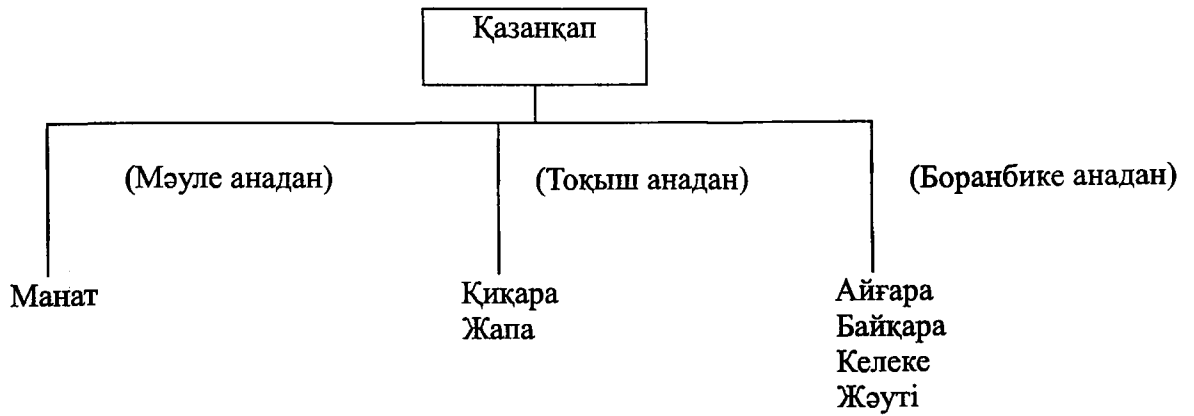 Қазанқап
(Мәуле анадан)
(Тоқыш анадан)
(Боранбике анадан)
Манат
Қиқара
Жапа
Айғара
Байқара
Келеке
Жәуті